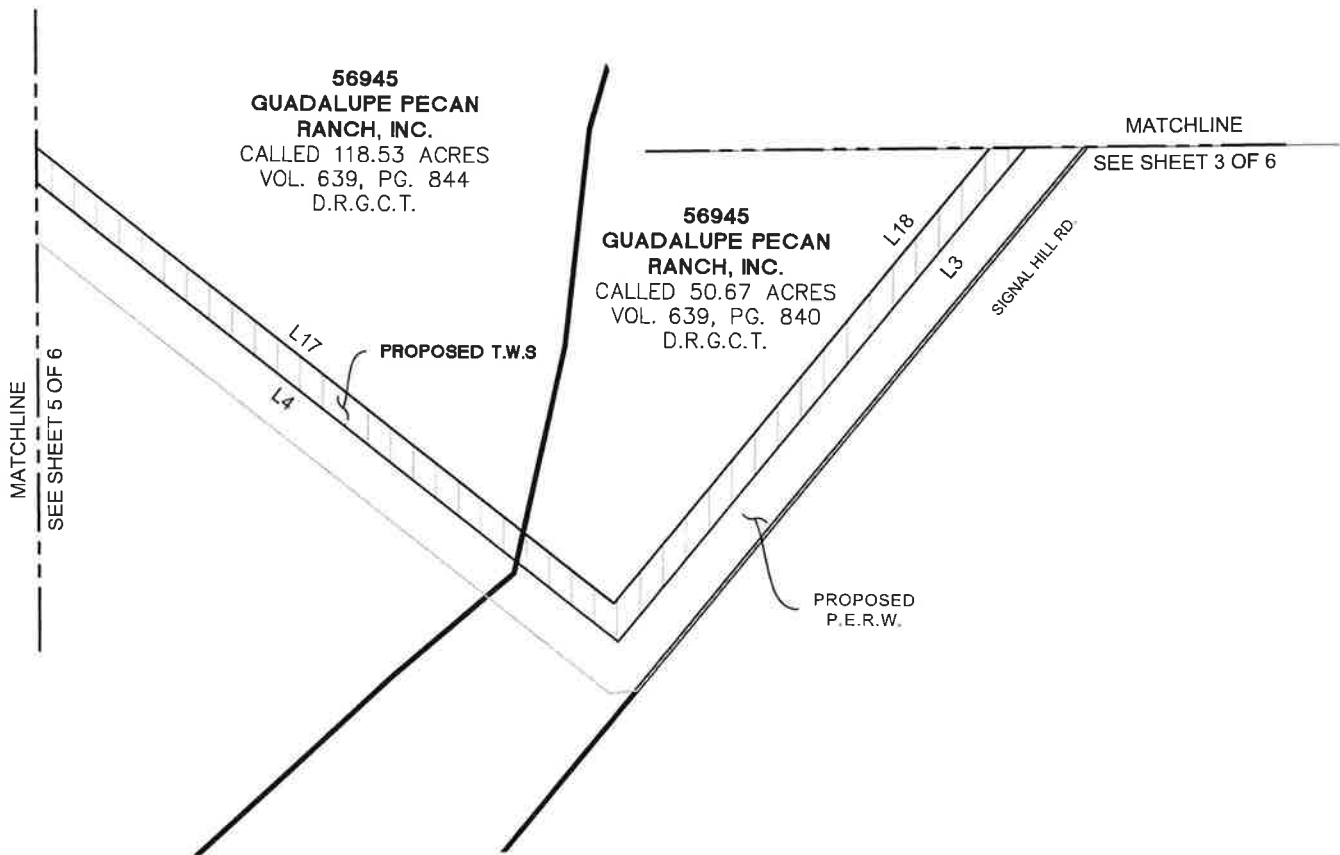 56945
GUADALUPE PECAN
RANCH, INC.
CALLED 118.53 ACRES
VOL. 639, PG. 844
D.R.G.C.T.
MATCHLINE
SEE SHEET 3 OF 6
56945
GUADALUPE PECAN
RANCH, INC.
CALLED 50.67 ACRES
VOL. 639, PG. 840
D.R.G.C.T.
L18
L3
SIGNAL HILL RD.
L17
PROPOSED T.W.S
L4
MATCHLINE
SEE SHEET 5 OF 6
PROPOSED
P.E.R.W.